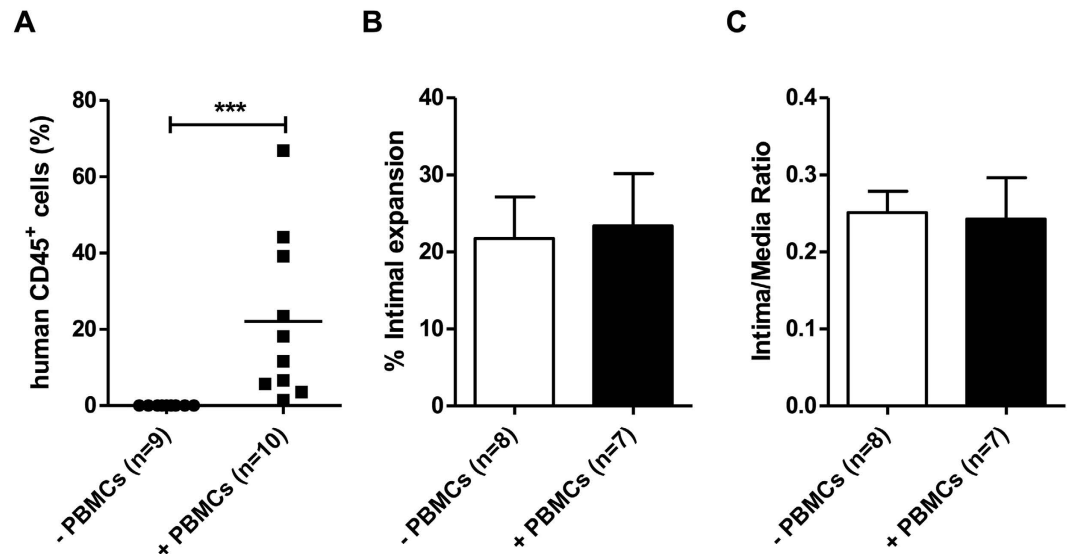 A
B
C
***
human CD45⁺ cells (%)
80
60
40
20
0
- PBMCs (n=9)
+ PBMCs (n=10)
% Intimal expansion
40
30
20
10
0
- PBMCs (n=8)
+ PBMCs (n=7)
Intima/Media Ratio
0.4
0.3
0.2
0.1
0.0
- PBMCs (n=8)
+ PBMCs (n=7)